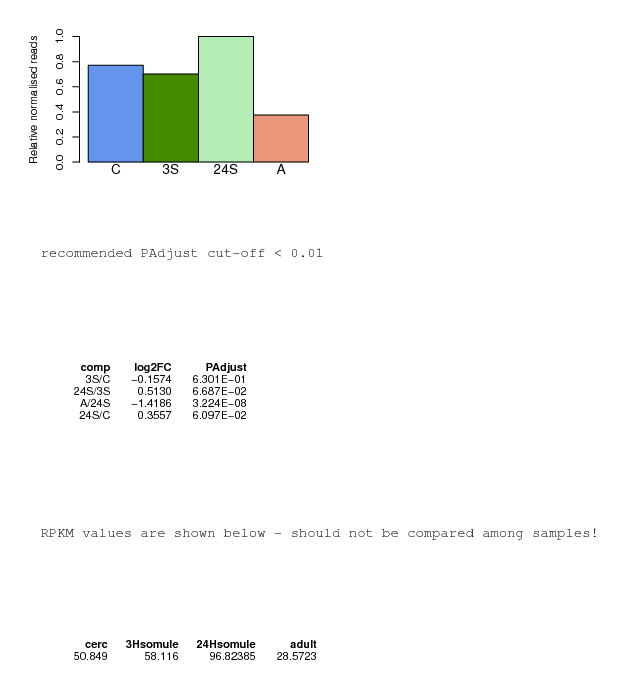 Relative normalised reads
1.0
0.8
0.6
0.4
0.2
0.0
C 3S 24S A
recommended PAdjust cut-off < 0.01
comp log2FC PAdjust
3S/C −0.1574 6.301E−01
24S/3S 0.5130 6.687E−02
A/24S −1.4186 3.224E−08
24S/C 0.3557 6.097E−02
RPKM values are shown below - should not be compared among samples!
cerc 3Hsomule 24Hsomule adult
50.849 58.116 96.82385 28.5723